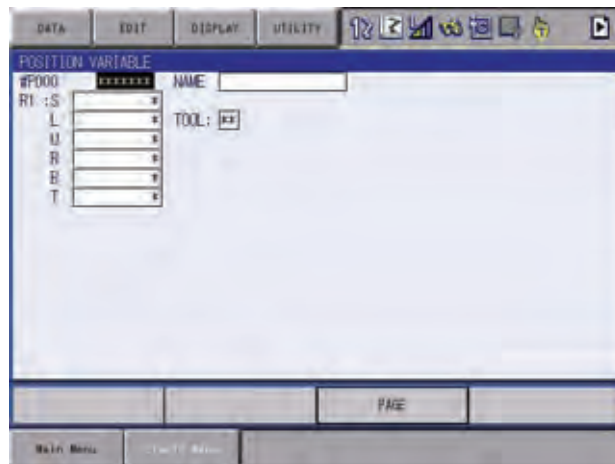 DATA EDIT DISPLAY UTILITY
POSITION VARIABLE
#P000 ******* NAME
R1 :S *
L * TOOL: **
U *
R *
B *
T *
PAGE
Main Menu